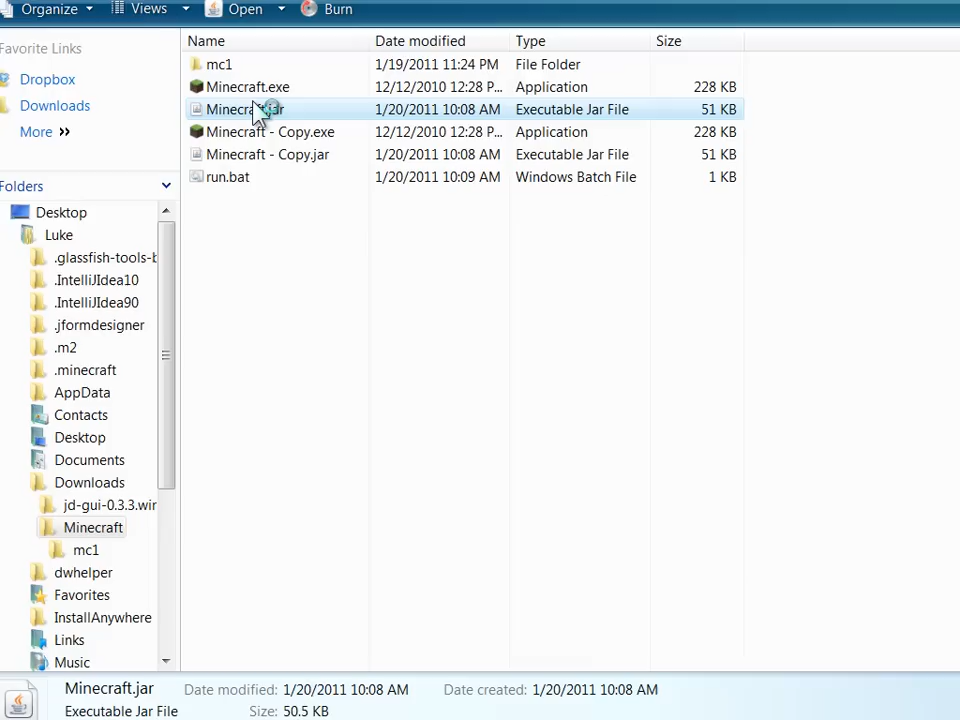 Organize Views Open Burn
Favorite Links
Dropbox
Downloads
More
Folders
Desktop
Luke
.glassfish-tools-b
.IntelliJIdea10
.IntelliJIdea90
.jformdesigner
.m2
.minecraft
AppData
Contacts
Desktop
Documents
Downloads
jd-gui-0.3.3.wir
Minecraft
mc1
dwhelper
Favorites
InstallAnywhere
Links
Music
Name Date modified Type Size
mc1 1/19/2011 11:24 PM File Folder
Minecraft.exe 12/12/2010 12:28 P... Application 228 KB
Minecraft.jar 1/20/2011 10:08 AM Executable Jar File 51 KB
Minecraft - Copy.exe 12/12/2010 12:28 P... Application 228 KB
Minecraft - Copy.jar 1/20/2011 10:08 AM Executable Jar File 51 KB
run.bat 1/20/2011 10:09 AM Windows Batch File 1 KB
Minecraft.jar Date modified: 1/20/2011 10:08 AM Date created: 1/20/2011 10:08 AM
Executable Jar File Size: 50.5 KB